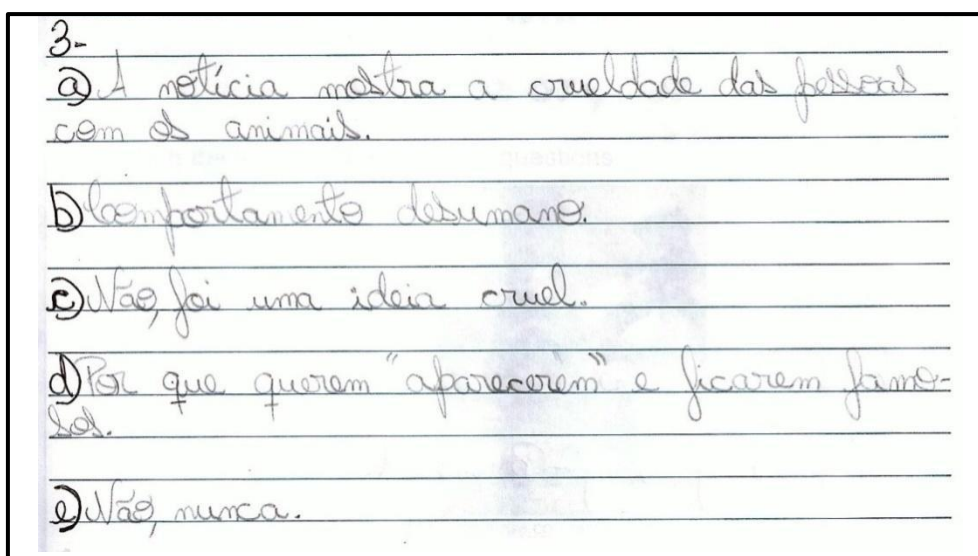 3-
a) A notícia mostra a crueldade das pessoas
com os animais.
b) Comportamento desumano.
c) Não, foi uma ideia cruel.
d) Por que querem "aparecerem" e ficarem famo-
sos.
e) Não, nunca.